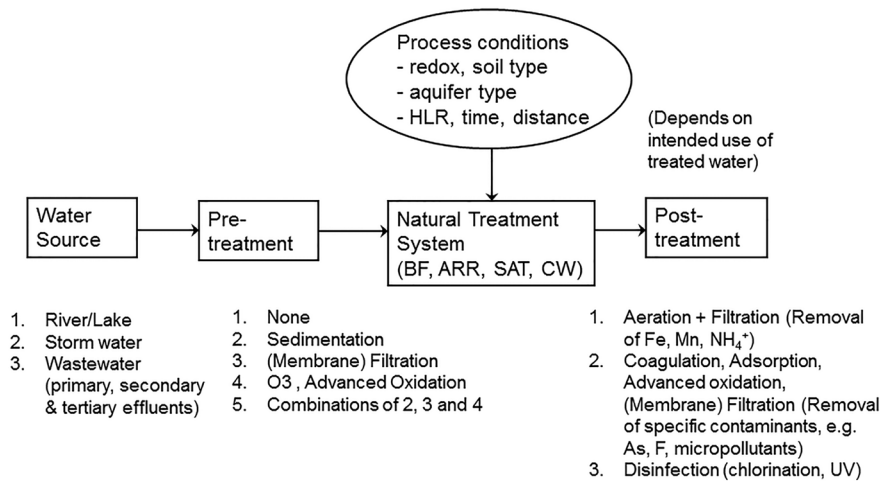 Process conditions
- redox, soil type
- aquifer type
- HLR, time, distance
(Depends on
intended use of
treated water)
Water
Source
Pre-
treatment
Natural Treatment
System
(BF, ARR, SAT, CW)
Post-
treatment
1. River/Lake
2. Storm water
3. Wastewater
(primary, secondary
& tertiary effluents)
1. None
2. Sedimentation
3. (Membrane) Filtration
4. O3 , Advanced Oxidation
5. Combinations of 2, 3 and 4
1. Aeration + Filtration (Removal
of Fe, Mn, NH₄⁺)
2. Coagulation, Adsorption,
Advanced oxidation,
(Membrane) Filtration (Removal
of specific contaminants, e.g.
As, F, micropollutants)
3. Disinfection (chlorination, UV)